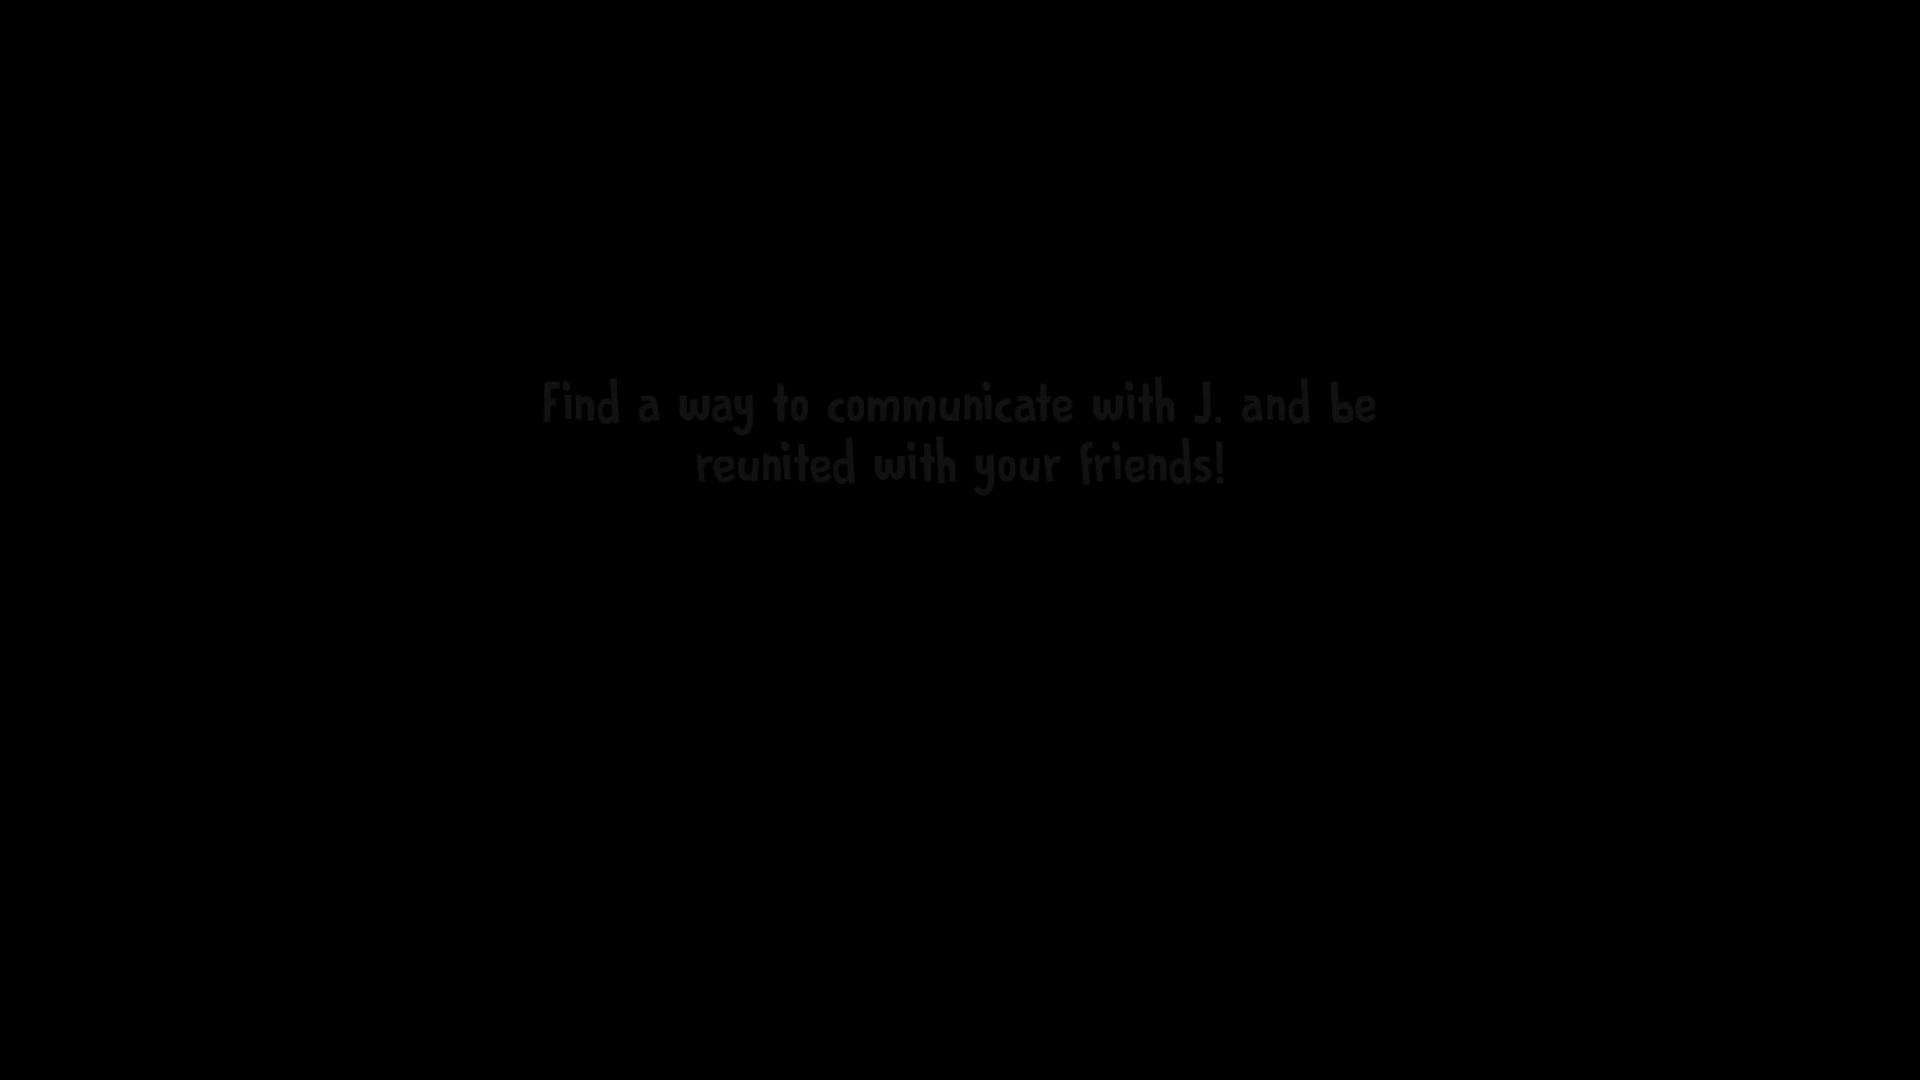 Find a way to communicate with J. and be
reunited with your friends!